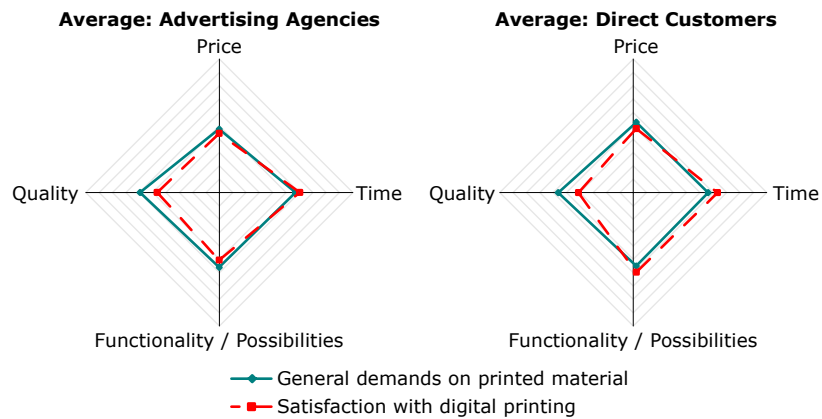 Average: Advertising Agencies
Price
Quality
Time
Functionality / Possibilities
Average: Direct Customers
Price
Quality
Time
Functionality / Possibilities
General demands on printed material
Satisfaction with digital printing